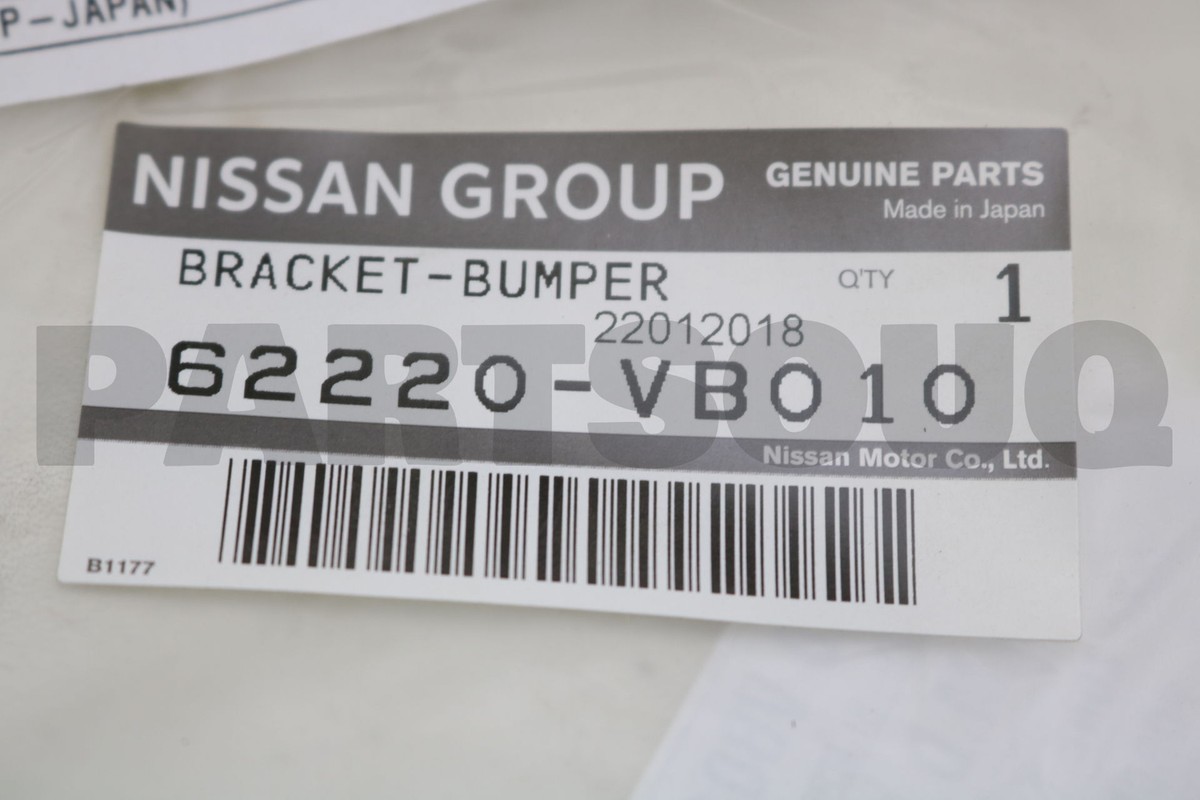 P-JAPAN)
NISSAN GROUP
GENUINE PARTS
Made in Japan
BRACKET-BUMPER
Q'TY 1
22012018
62220-VB010
PARTSOUQ
Nissan Motor Co., Ltd.
B1177